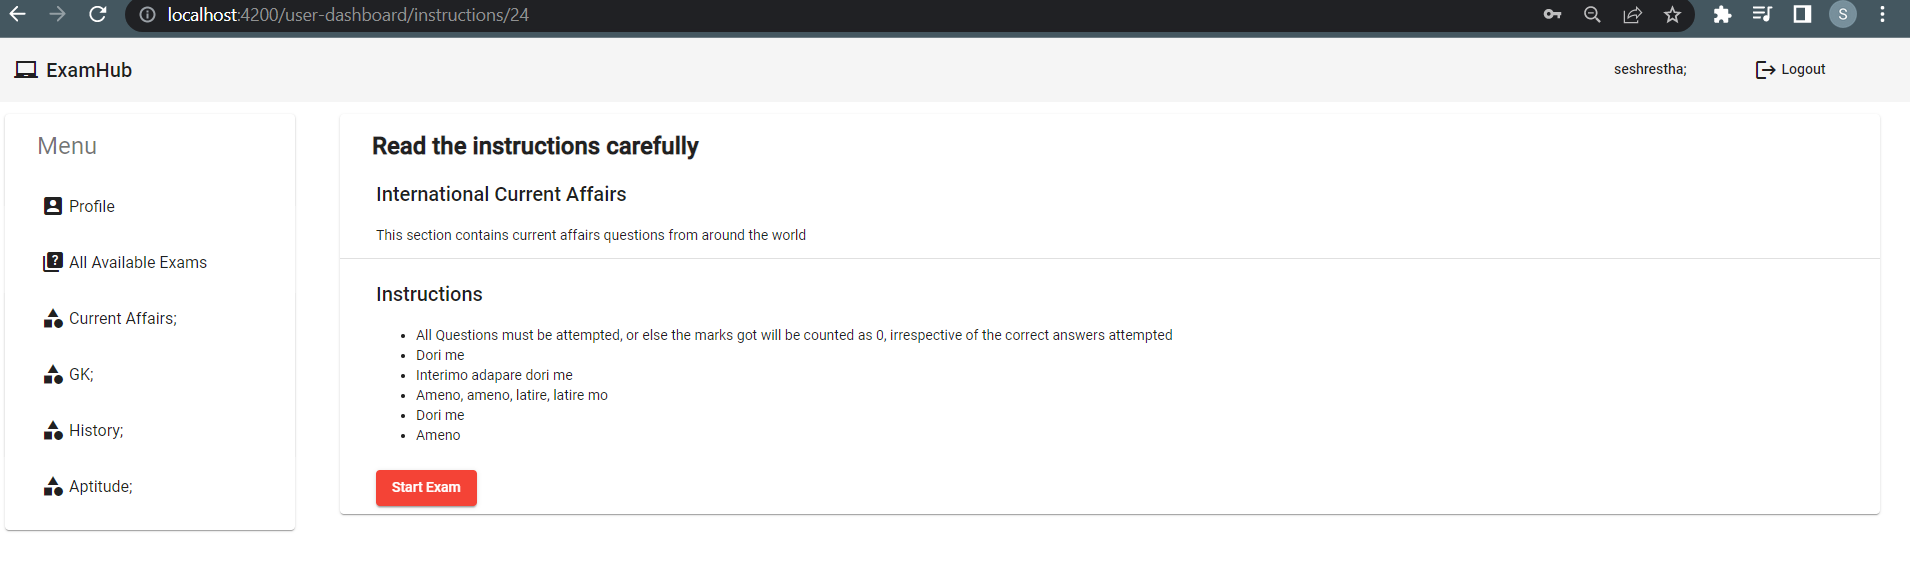 localhost:4200/user-dashboard/instructions/24
S
ExamHub
seshrestha;
Logout
Menu
Profile
All Available Exams
Current Affairs;
GK;
History;
Aptitude;
Read the instructions carefully
International Current Affairs
This section contains current affairs questions from around the world
Instructions
All Questions must be attempted, or else the marks got will be counted as 0, irrespective of the correct answers attempted
Dori me
Interimo adapare dori me
Ameno, ameno, latire, latire mo
Dori me
Ameno
Start Exam